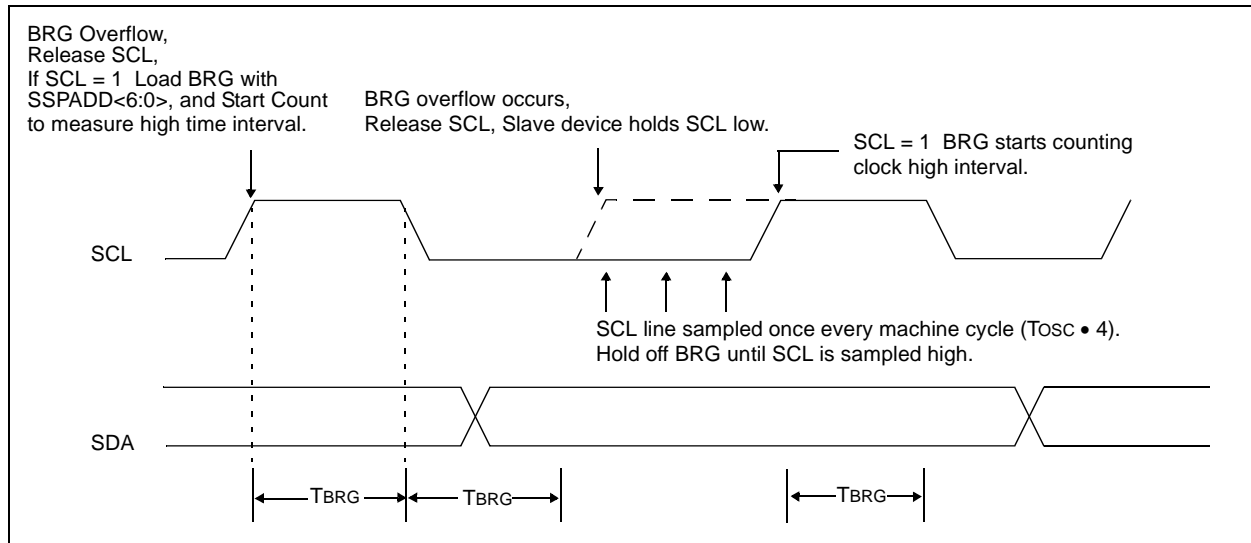 BRG Overflow,
Release SCL,
If SCL = 1 Load BRG with
SSPADD<6:0>, and Start Count
to measure high time interval.
BRG overflow occurs,
Release SCL, Slave device holds SCL low.
SCL = 1 BRG starts counting
clock high interval.
SCL
SCL line sampled once every machine cycle (TOSC • 4).
Hold off BRG until SCL is sampled high.
SDA
TBRG
TBRG
TBRG